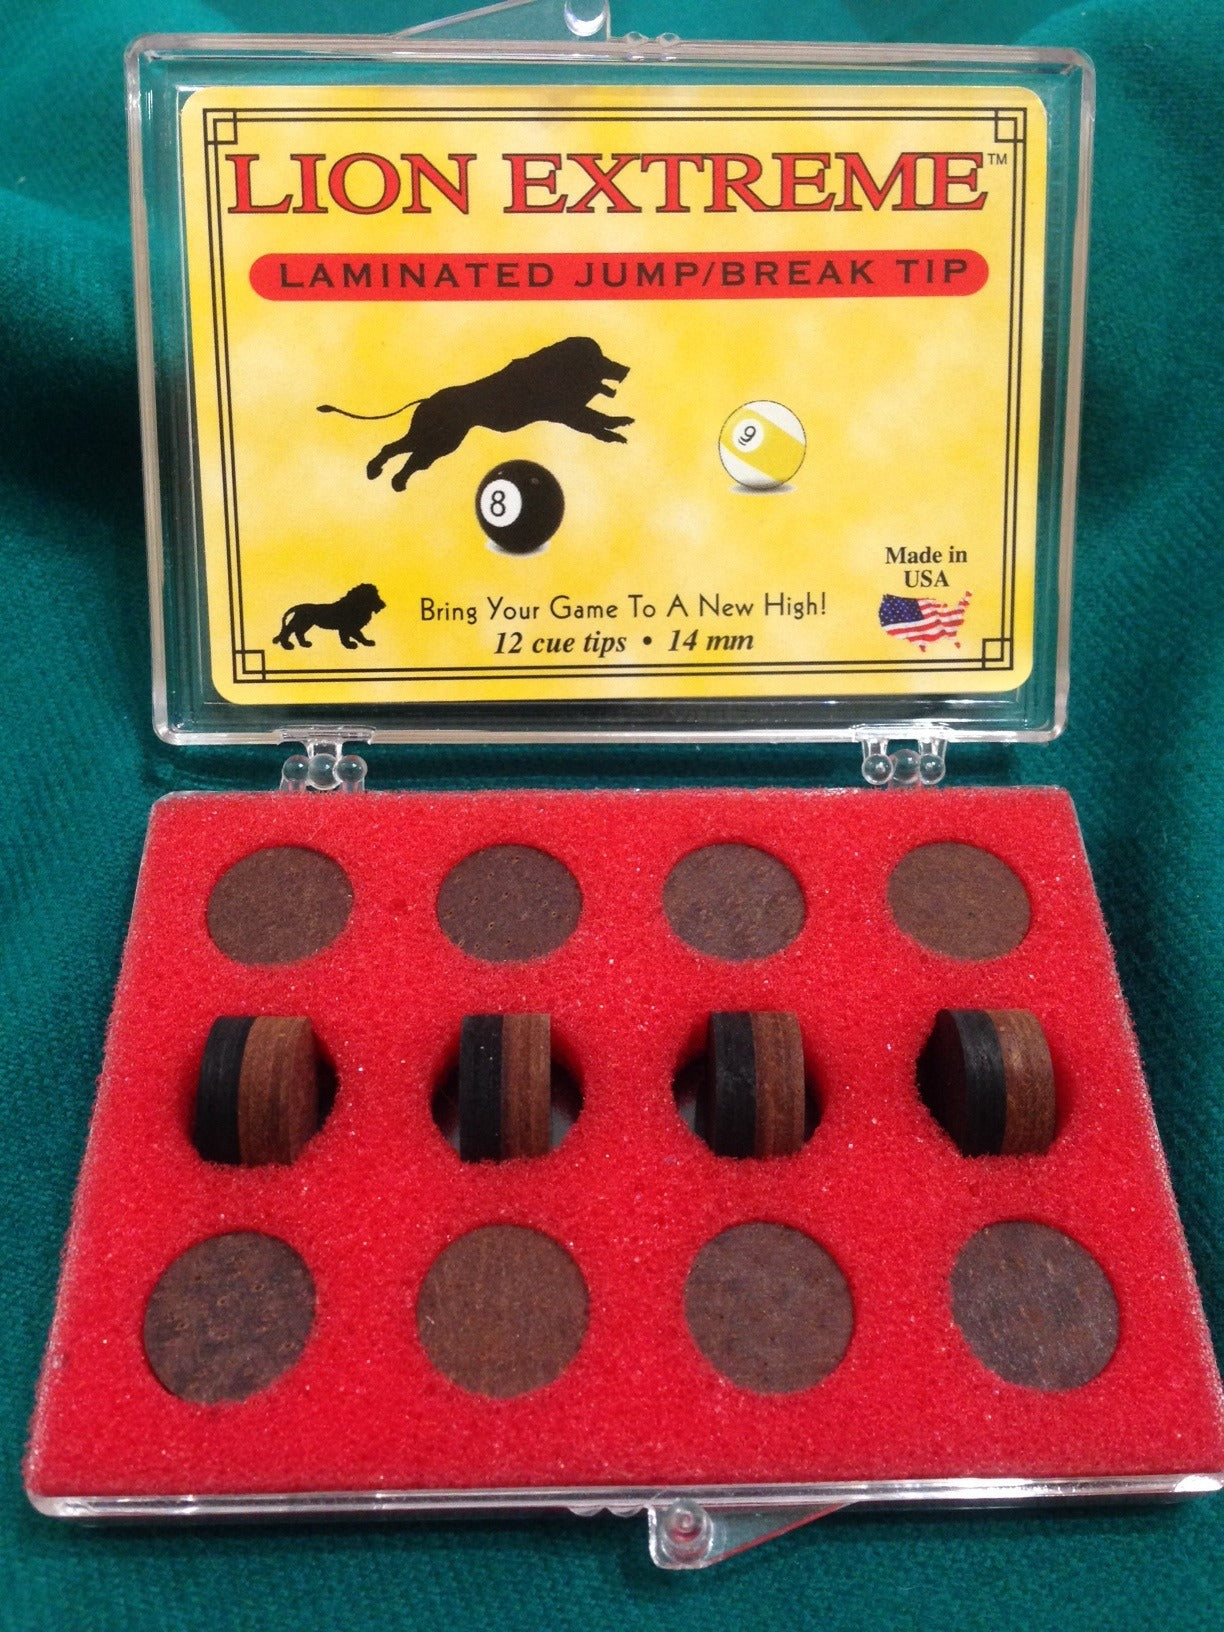 LION EXTREME™
LAMINATED JUMP/BREAK TIP
9
8
Made in
USA
Bring Your Game To A New High!
12 cue tips • 14 mm